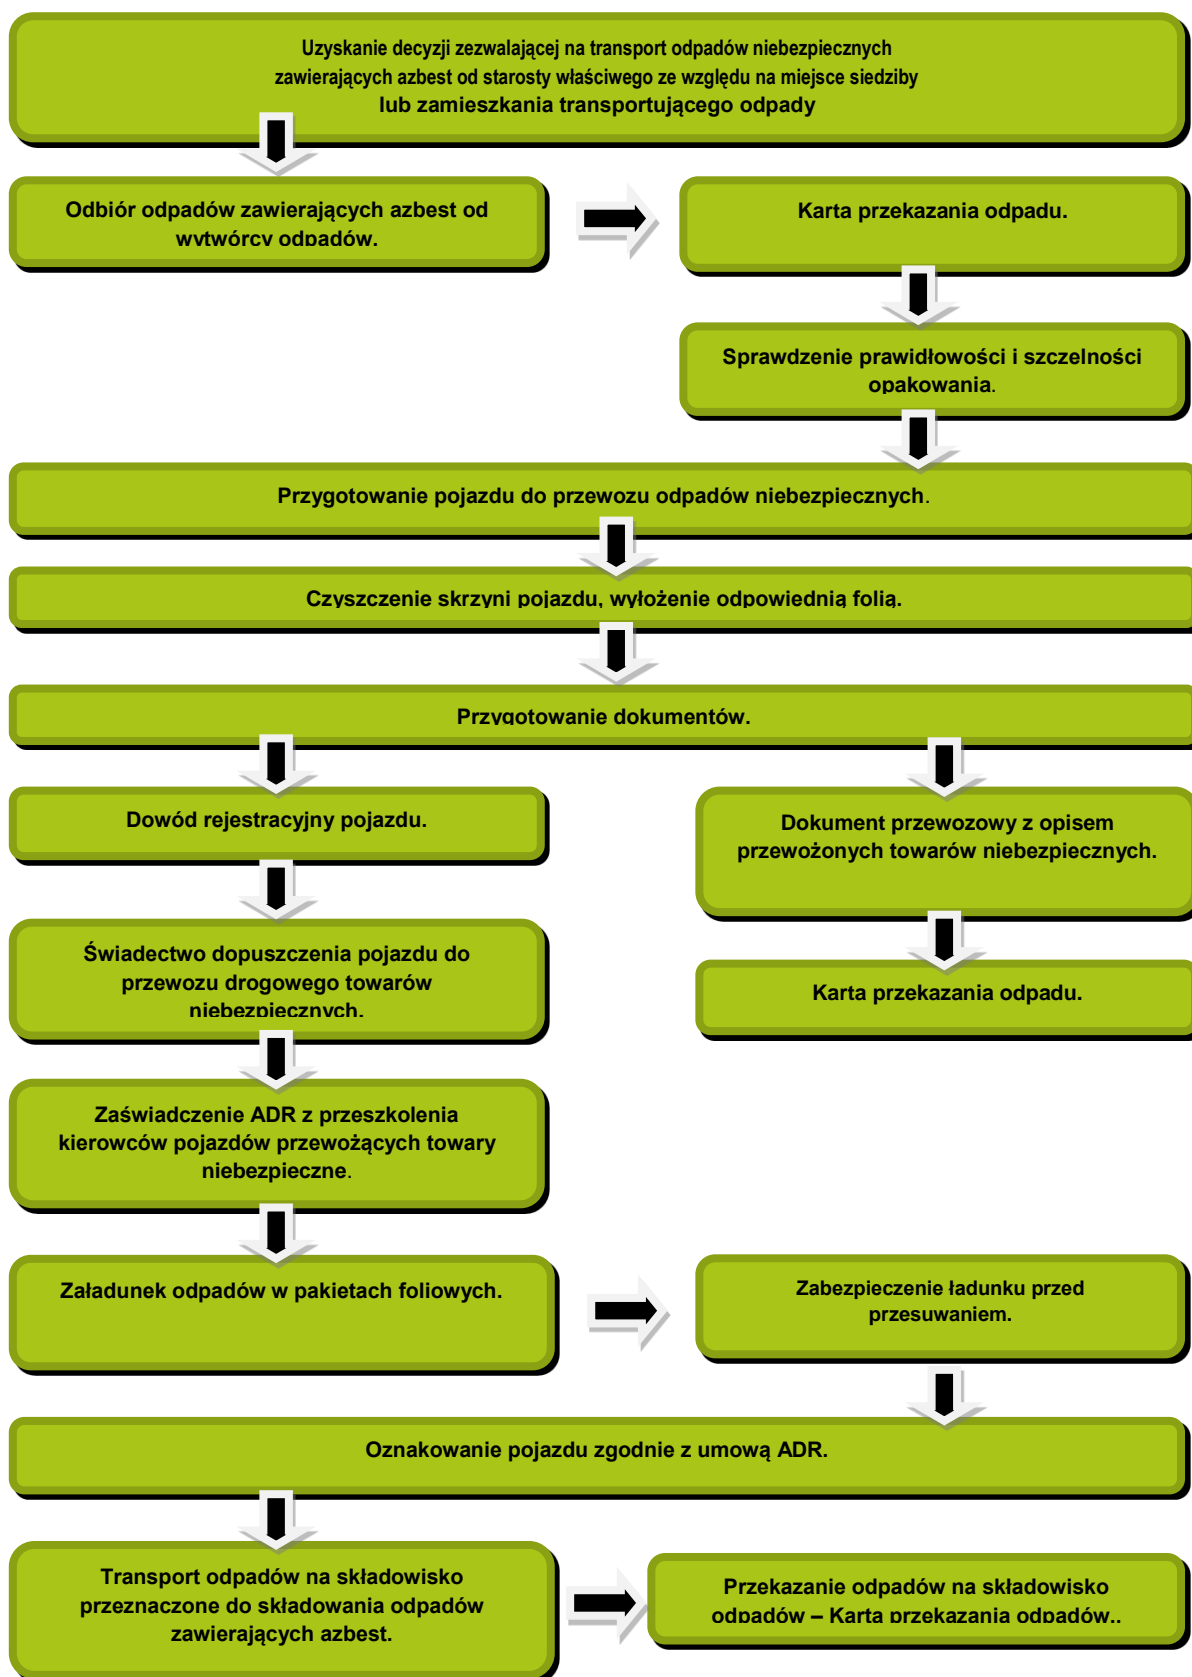 Uzyskanie decyzji zezwalającej na transport odpadów niebezpiecznych
zawierających azbest od starosty właściwego ze względu na miejsce siedziby
lub zamieszkania transportującego odpady
Odbiór odpadów zawierających azbest od
wytwórcy odpadów.
Karta przekazania odpadu.
Sprawdzenie prawidłowości i szczelności
opakowania.
Przygotowanie pojazdu do przewozu odpadów niebezpiecznych.
Czyszczenie skrzyni pojazdu, wyłożenie odpowiednią folią.
Przygotowanie dokumentów.
Dowód rejestracyjny pojazdu.
Dokument przewozowy z opisem
przewożonych towarów niebezpiecznych.
Świadectwo dopuszczenia pojazdu do
przewozu drogowego towarów
niebezpiecznych.
Karta przekazania odpadu.
Zaświadczenie ADR z przeszkolenia
kierowców pojazdów przewożących towary
niebezpieczne.
Załadunek odpadów w pakietach foliowych.
Zabezpieczenie ładunku przed
przesuwaniem.
Oznakowanie pojazdu zgodnie z umową ADR.
Transport odpadów na składowisko
przeznaczone do składowania odpadów
zawierających azbest.
Przekazanie odpadów na składowisko
odpadów – Karta przekazania odpadów..